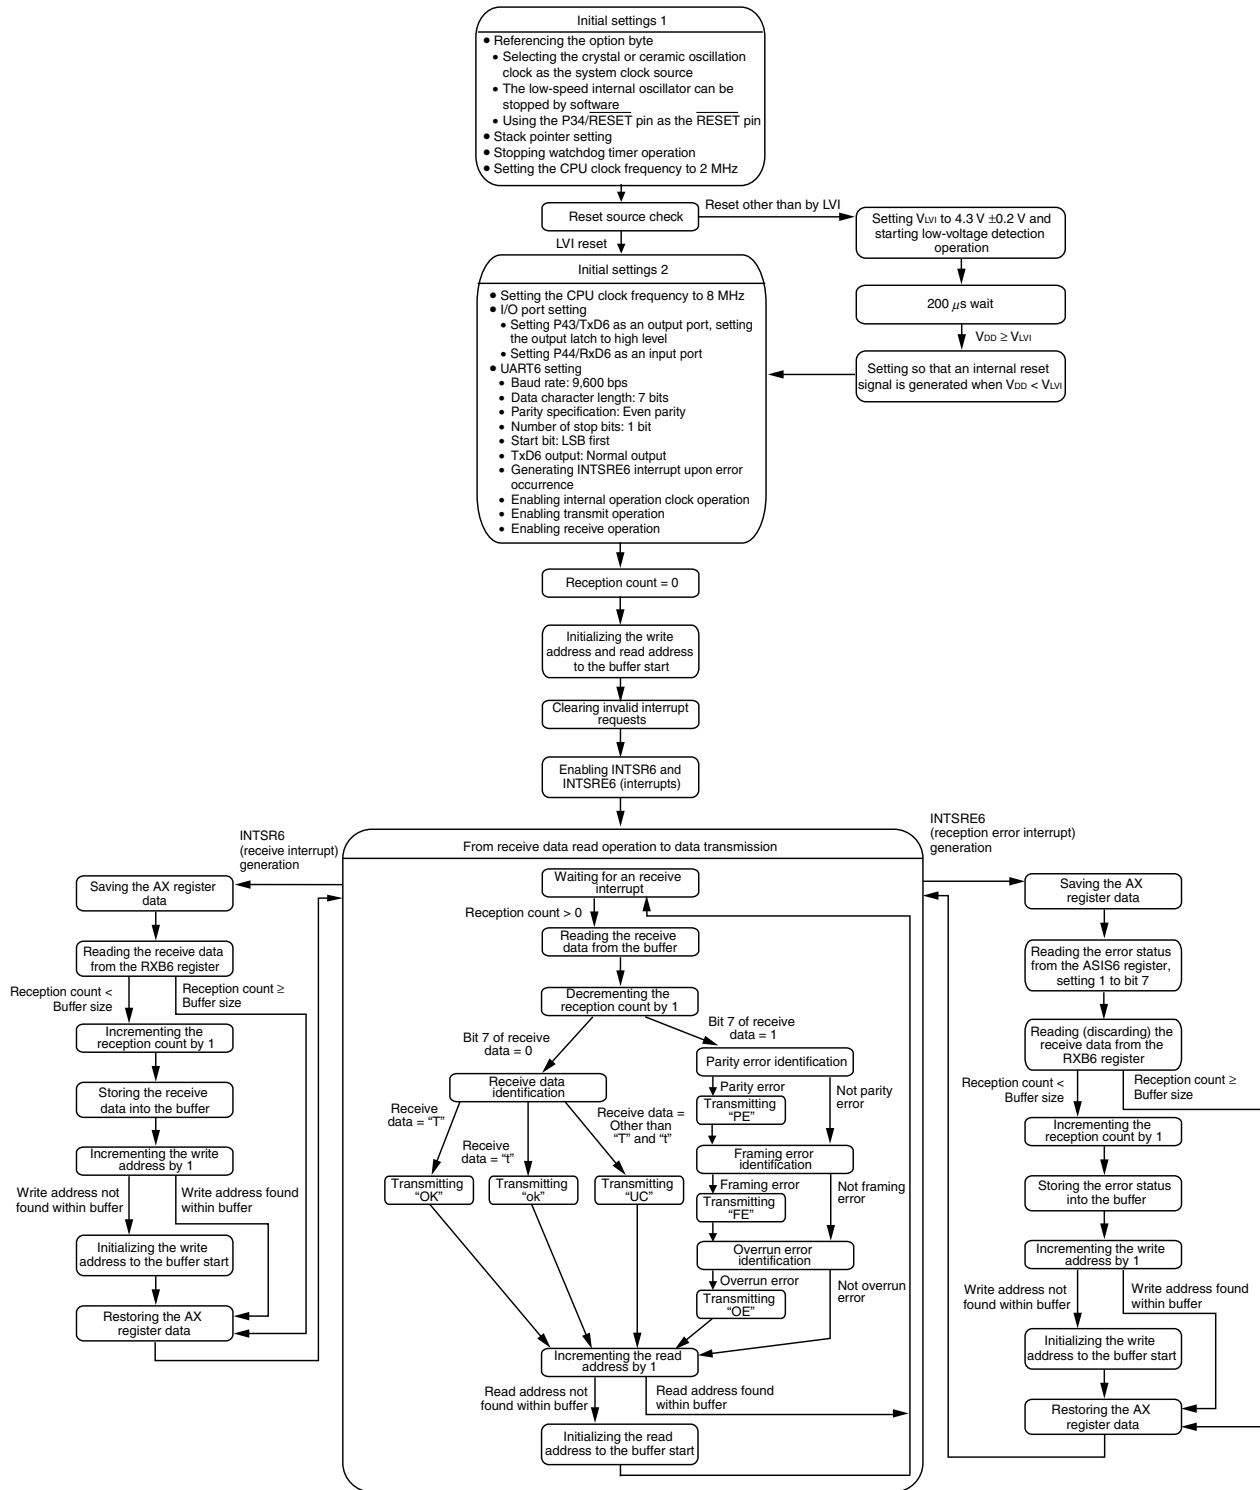 Initial settings 1
● Referencing the option byte
• Selecting the crystal or ceramic oscillation
clock as the system clock source
• The low-speed internal oscillator can be
stopped by software
• Using the P34/RESET pin as the RESET pin
● Stack pointer setting
● Stopping watchdog timer operation
● Setting the CPU clock frequency to 2 MHz
Reset source check
Reset other than by LVI
LVI reset
Setting VLVI to 4.3 V ±0.2 V and
starting low-voltage detection
operation
200 μs wait
VDD ≥ VLVI
Setting so that an internal reset
signal is generated when VDD < VLVI
Initial settings 2
● Setting the CPU clock frequency to 8 MHz
● I/O port setting
• Setting P43/TxD6 as an output port, setting
the output latch to high level
• Setting P44/RxD6 as an input port
● UART6 setting
• Baud rate: 9,600 bps
• Data character length: 7 bits
• Parity specification: Even parity
• Number of stop bits: 1 bit
• Start bit: LSB first
• TxD6 output: Normal output
• Generating INTSRE6 interrupt upon error
occurrence
• Enabling internal operation clock operation
• Enabling transmit operation
• Enabling receive operation
Reception count = 0
Initializing the write
address and read address
to the buffer start
Clearing invalid interrupt
requests
Enabling INTSR6 and
INTSRE6 (interrupts)
INTSR6
(receive interrupt)
generation
Saving the AX register
data
Reading the receive data
from the RXB6 register
Reception count <
Buffer size
Reception count ≥
Buffer size
Incrementing the
reception count by 1
Storing the receive
data into the buffer
Incrementing the write
address by 1
Write address not
found within buffer
Write address found
within buffer
Initializing the write
address to the buffer start
Restoring the AX
register data
From receive data read operation to data transmission
Waiting for an receive
interrupt
Reception count > 0
Reading the receive
data from the buffer
Decrementing the
reception count by 1
Bit 7 of receive
data = 0
Bit 7 of receive
data = 1
Receive data
identification
Receive
data = “T”
Receive
data = “t”
Receive data =
Other than
“T” and “t”
Transmitting
“OK”
Transmitting
“ok”
Transmitting
“UC”
Parity error identification
Parity error
Not parity
error
Transmitting
“PE”
Framing error
identification
Framing error
Not framing
error
Transmitting
“FE”
Overrun error
identification
Overrun error
Not overrun
error
Transmitting
“OE”
Incrementing the read
address by 1
Read address not
found within buffer
Read address found
within buffer
Initializing the read
address to the buffer start
INTSRE6
(reception error interrupt)
generation
Saving the AX
register data
Reading the error status
from the ASIS6 register,
setting 1 to bit 7
Reading (discarding) the
receive data from the
RXB6 register
Reception count <
Buffer size
Reception count ≥
Buffer size
Incrementing the
reception count by 1
Storing the error status
into the buffer
Incrementing the write
address by 1
Write address not
found within buffer
Write address found
within buffer
Initializing the write
address to the buffer start
Restoring the AX
register data